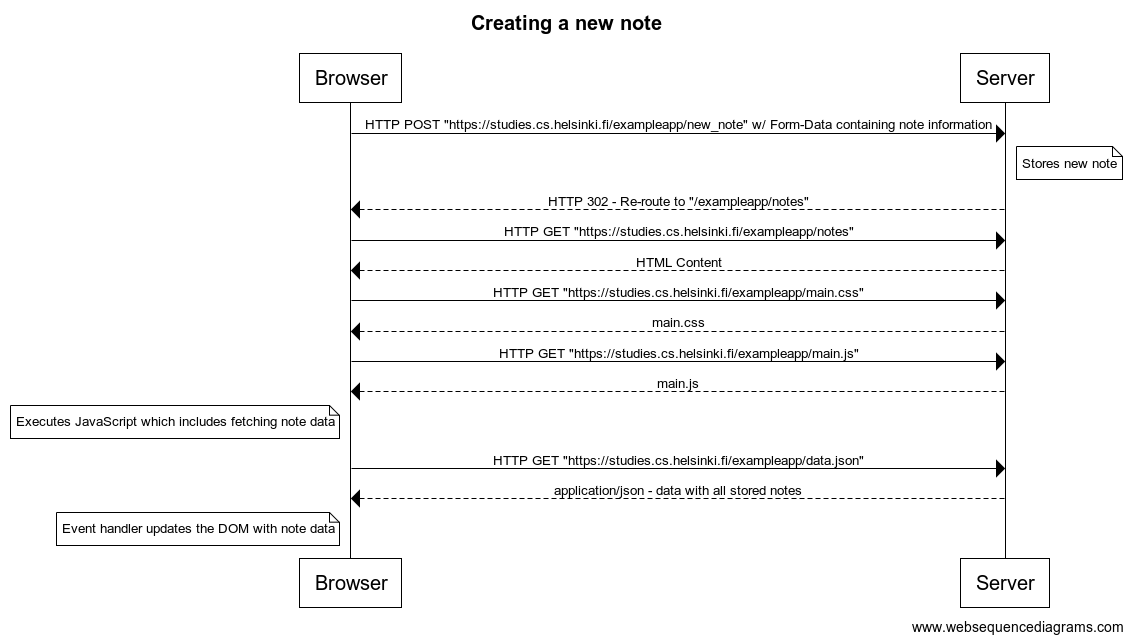 Creating a new note
Browser
Server
HTTP POST "https://studies.cs.helsinki.fi/exampleapp/new_note" w/ Form-Data containing note information
Stores new note
HTTP 302 - Re-route to "/exampleapp/notes"
HTTP GET "https://studies.cs.helsinki.fi/exampleapp/notes"
HTML Content
HTTP GET "https://studies.cs.helsinki.fi/exampleapp/main.css"
main.css
HTTP GET "https://studies.cs.helsinki.fi/exampleapp/main.js"
main.js
Executes JavaScript which includes fetching note data
HTTP GET "https://studies.cs.helsinki.fi/exampleapp/data.json"
application/json - data with all stored notes
Event handler updates the DOM with note data
Browser
Server
www.websequencediagrams.com